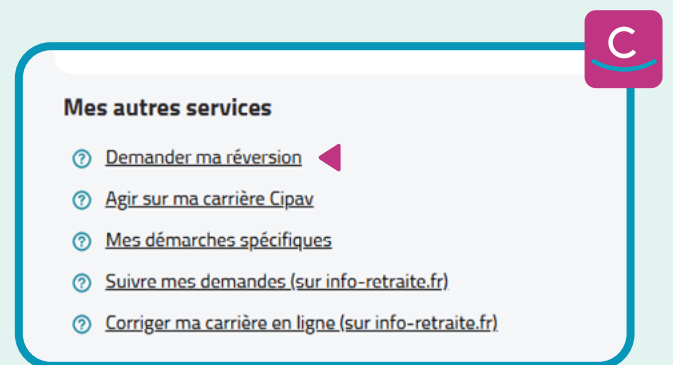 C
Mes autres services
Demander ma réversion
Agir sur ma carrière Cipav
Mes démarches spécifiques
Suivre mes demandes (sur info-retraite.fr)
Corriger ma carrière en ligne (sur info-retraite.fr)